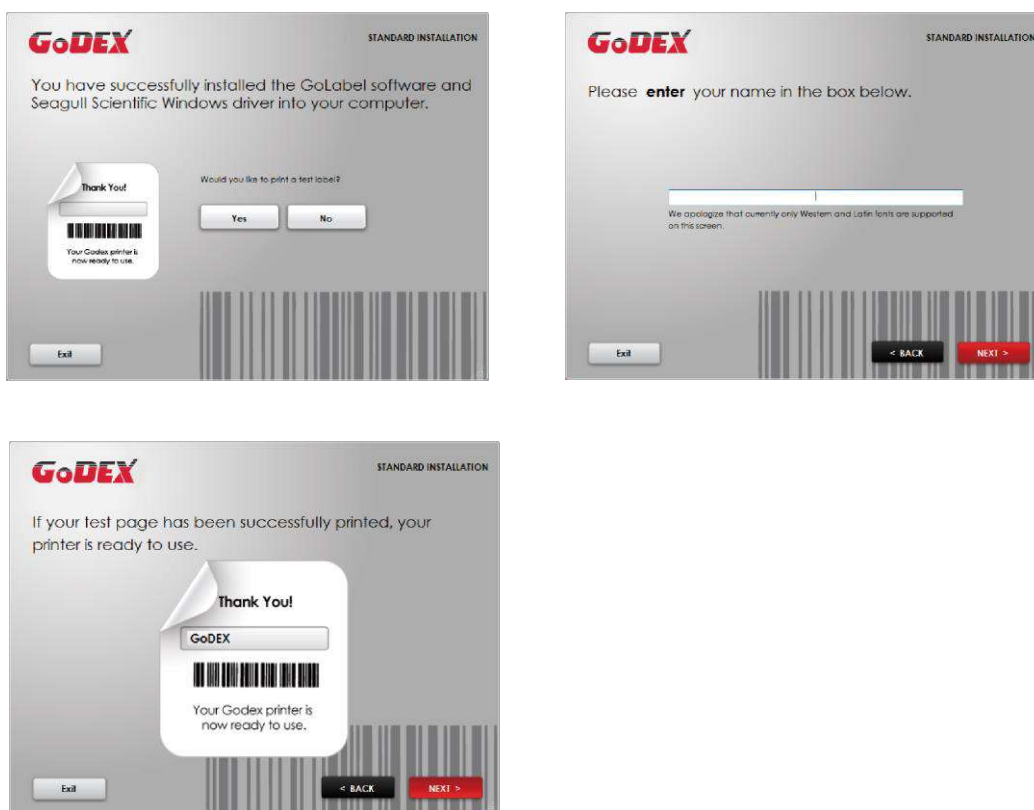 GoDEX
STANDARD INSTALLATION
You have successfully installed the GoLabel software and
Seagull Scientific Windows driver into your computer.
Thank You!
Your Godex printer is
now ready to use.
Would you like to print a test label?
Yes
No
Exit
GoDEX
STANDARD INSTALLATION
Please enter your name in the box below.
We apologize that currently only Western and Latin fonts are supported
on this screen.
Exit
< BACK
NEXT >
GoDEX
STANDARD INSTALLATION
If your test page has been successfully printed, your
printer is ready to use.
Thank You!
GoDEX
Your Godex printer is
now ready to use.
Exit
< BACK
NEXT >